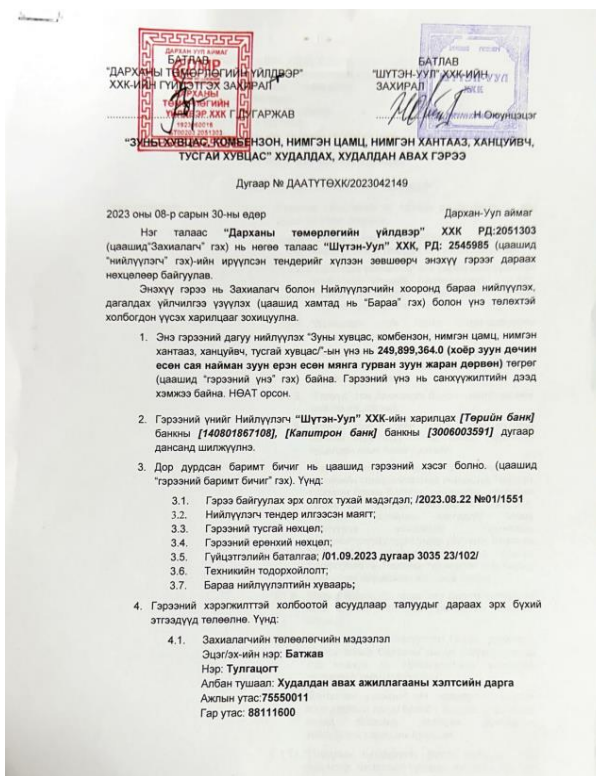 БАТЛАВ
"ДАРХАНЫ ТӨМӨРЛӨГИЙН ҮЙЛДВЭР"
ХХК-ИЙН ГҮЙЦЭТГЭХ ЗАХИРАЛ
Г.ДУГАРЖАВ
БАТЛАВ
"ШҮТЭН-УУЛ" ХХК-ИЙН
ЗАХИРАЛ
Н.Оюунцэцэг
ДАРХАН УУЛ АЙМАГ
ДАРХАНЫ
ТӨМӨРЛӨГИЙН
ҮЙЛДВЭР ХХК
"ЗУНЫ ХУВЦАС, КОМБЕНЗОН, НИМГЭН ЦАМЦ, НИМГЭН ХАНТААЗ, ХАНЦУЙВЧ,
ТУСГАЙ ХУВЦАС" ХУДАЛДАХ, ХУДАЛДАН АВАХ ГЭРЭЭ
Дугаар № ДААТҮТӨХК/2023042149
2023 оны 08-р сарын 30-ны өдөр Дархан-Уул аймаг
Нэг талаас "Дарханы төмөрлөгийн үйлдвэр" ХХК РД:2051303
(цаашид"Захиалагч" гэх) нь нөгөө талаас "Шүтэн-Уул" ХХК, РД: 2545985 (цаашид
"нийлүүлэгч" гэх)-ийн ирүүлсэн тендерийг хүлээн зөвшөөрч энэхүү гэрээг дараах
нөхцөлөөр байгуулав.
Энэхүү гэрээ нь Захиалагч болон Нийлүүлэгчийн хооронд бараа нийлүүлэх,
дагалдах үйлчилгээ үзүүлэх (цаашид хамтад нь "Бараа" гэх) болон үнэ төлөхтэй
холбогдон үүсэх харилцааг зохицуулна.
1. Энэ гэрээний дагуу нийлүүлэх "Зуны хувцас, комбензон, нимгэн цамц, нимгэн
хантааз, ханцуйвч, тусгай хувцас/"-ын үнэ нь 249,899,364.0 (хоёр зуун дөчин
есөн сая найман зуун ерэн есөн мянга гурван зуун жаран дөрвөн) төгрөг
(цаашид "гэрээний үнэ" гэх) байна. Гэрээний үнэ нь санхүүжилтийн дээд
хэмжээ байна. НӨАТ орсон.
2. Гэрээний үнийг Нийлүүлэгч "Шүтэн-Уул" ХХК-ийн харилцах [Төрийн банк]
банкны [140801867108], [Капитрон банк] банкны [3006003591] дугаар
дансанд шилжүүлнэ.
3. Дор дурдсан баримт бичиг нь цаашид гэрээний хэсэг болно. (цаашид
"гэрээний баримт бичиг" гэх). Үүнд:
3.1. Гэрээ байгуулах эрх олгох тухай мэдэгдэл; /2023.08.22 №01/1551
3.2. Нийлүүлэгч тендер илгээсэн маягт;
3.3. Гэрээний тусгай нөхцөл;
3.4. Гэрээний ерөнхий нөхцөл;
3.5. Гүйцэтгэлийн баталгаа; /01.09.2023 дугаар 3035 23/102/
3.6. Техникийн тодорхойлолт;
3.7. Бараа нийлүүлэлтийн хуваарь;
4. Гэрээний хэрэгжилттэй холбоотой асуудлаар талуудыг дараах эрх бүхий
этгээдүүд төлөөлнө. Үүнд:
4.1. Захиалагчийн төлөөлөгчийн мэдээлэл
Эцэг/эх-ийн нэр: Батжав
Нэр: Тулгацогт
Албан тушаал: Худалдан авах ажиллагааны хэлтсийн дарга
Ажлын утас:75550011
Гар утас: 88111600